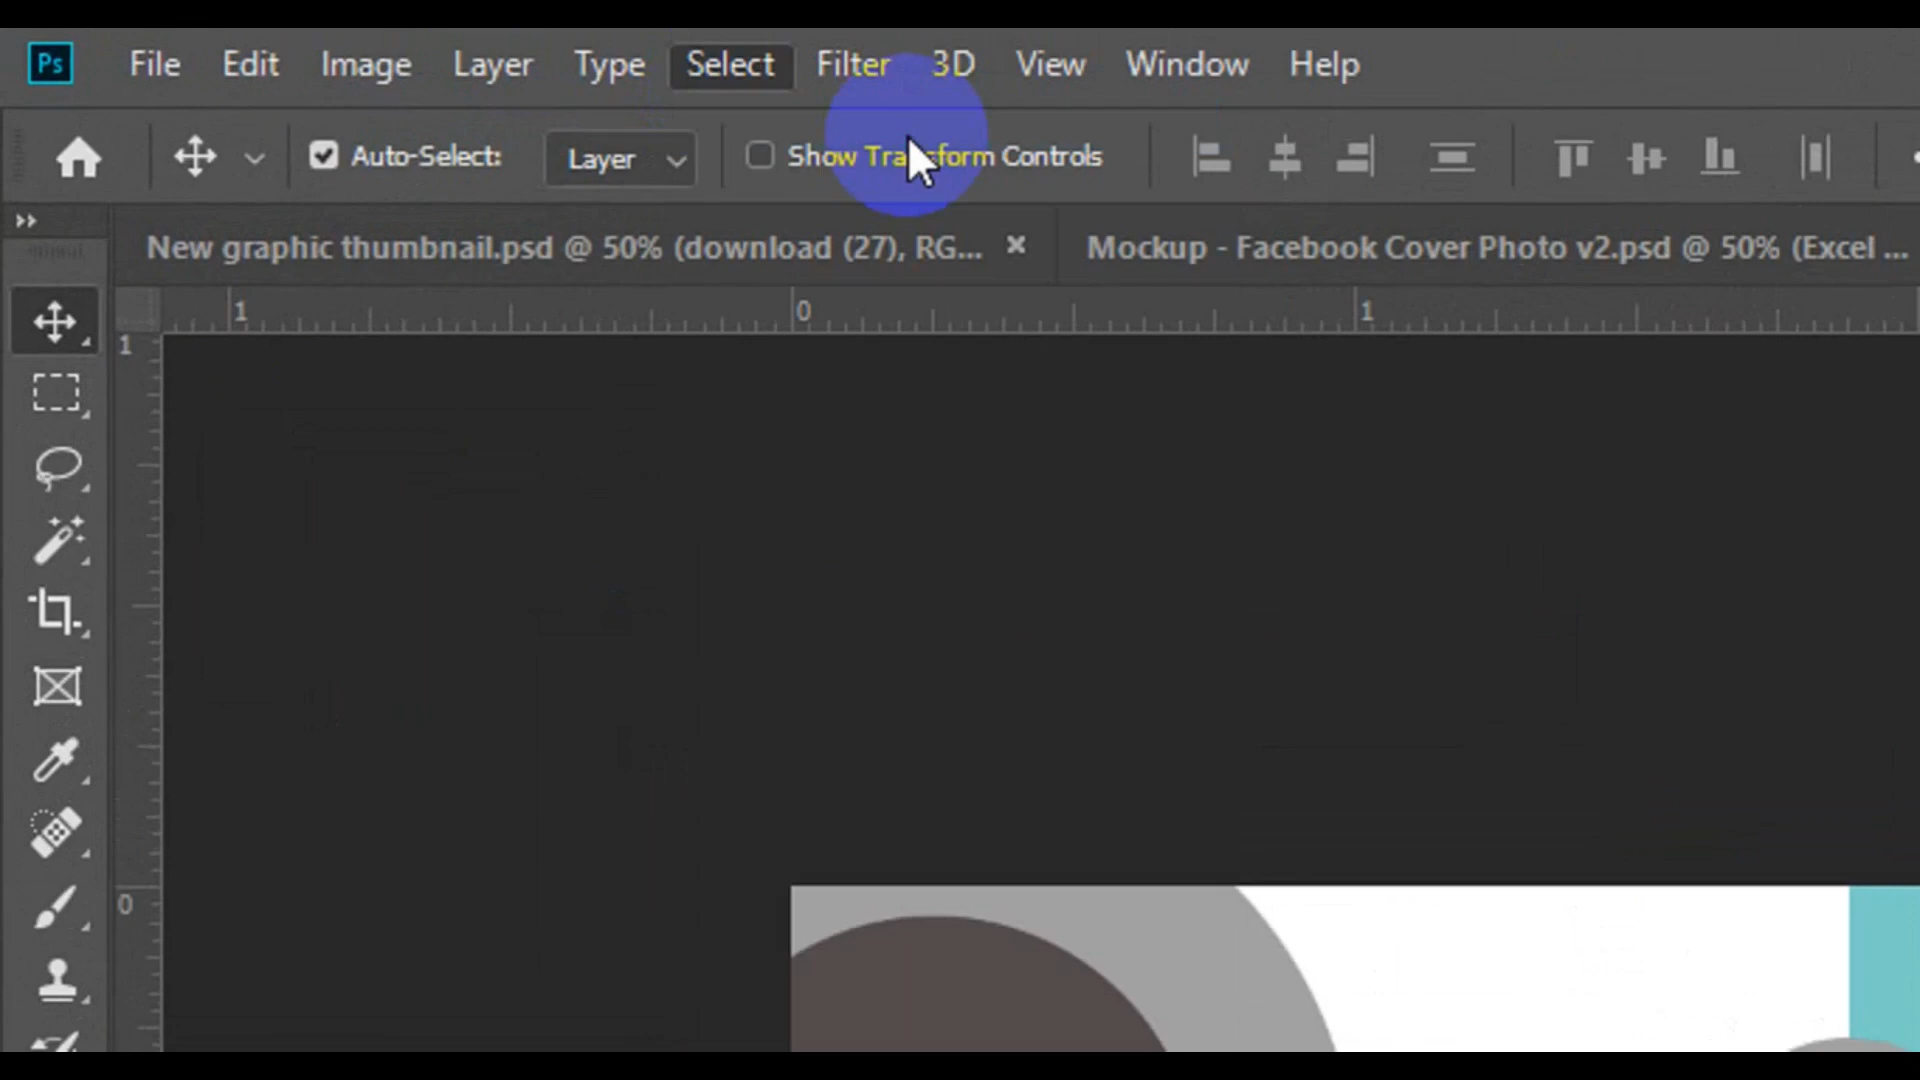 Ps File Edit Image Layer Type Select Filter 3D View Window Help
Auto-Select: Layer Show Transform Controls
New graphic thumbnail.psd @ 50% (download (27), RG... × Mockup - Facebook Cover Photo v2.psd @ 50% (Excel ...
1 0 1
1
0